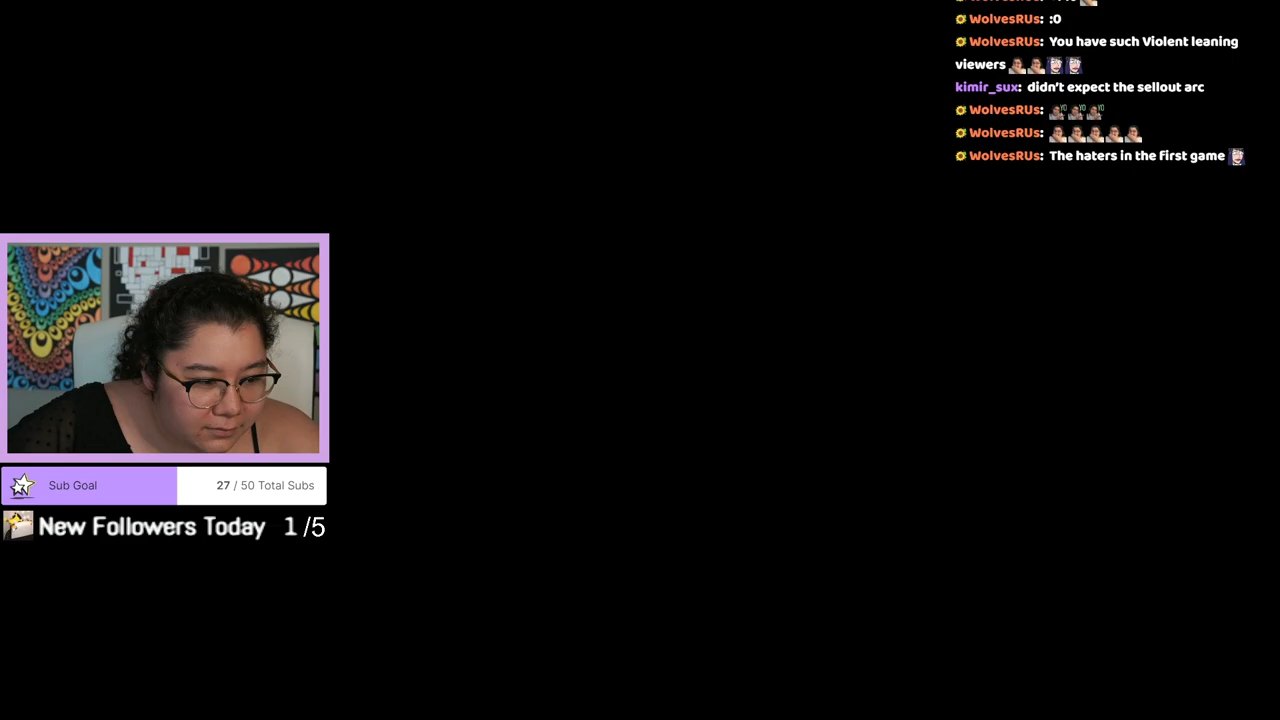 WolvesRUs: :0
WolvesRUs: You have such Violent leaning
viewers
kimir_sux: didn't expect the sellout arc
WolvesRUs:
WolvesRUs:
WolvesRUs: The haters in the first game
Sub Goal 27 / 50 Total Subs
New Followers Today 1 /5